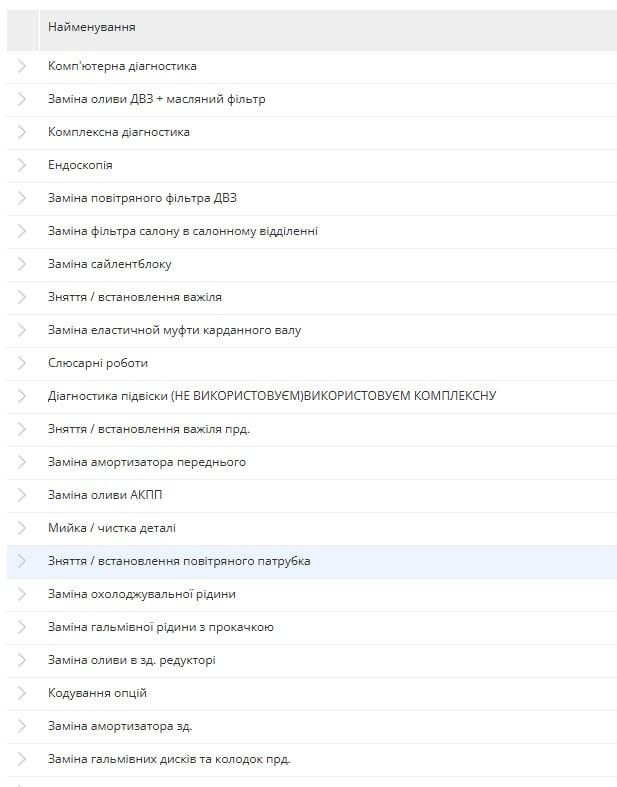 Найменування
Комп'ютерна діагностика
Заміна оливи ДВЗ + масляний фільтр
Комплексна діагностика
Ендоскопія
Заміна повітряного фільтра ДВЗ
Заміна фільтра салону в салонному відділенні
Заміна сайлентблоку
Зняття / встановлення важіля
Заміна еластичной муфти карданного валу
Слюсарні роботи
Діагностика підвіски (НЕ ВИКОРИСТОВУЄМ)ВИКОРИСТОВУЄМ КОМПЛЕКСНУ
Зняття / встановлення важіля прд.
Заміна амортизатора переднього
Заміна оливи АКПП
Мийка / чистка деталі
Зняття / встановлення повітряного патрубка
Заміна охолоджувальної рідини
Заміна гальмівної рідини з прокачкою
Заміна оливи в зд. редукторі
Кодування опцій
Заміна амортизатора зд.
Заміна гальмівних дисків та колодок прд.